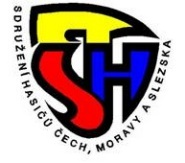 SDRUŽENÍ HASIČŮ ČECH, MORAVY A SLEZSKA
SH